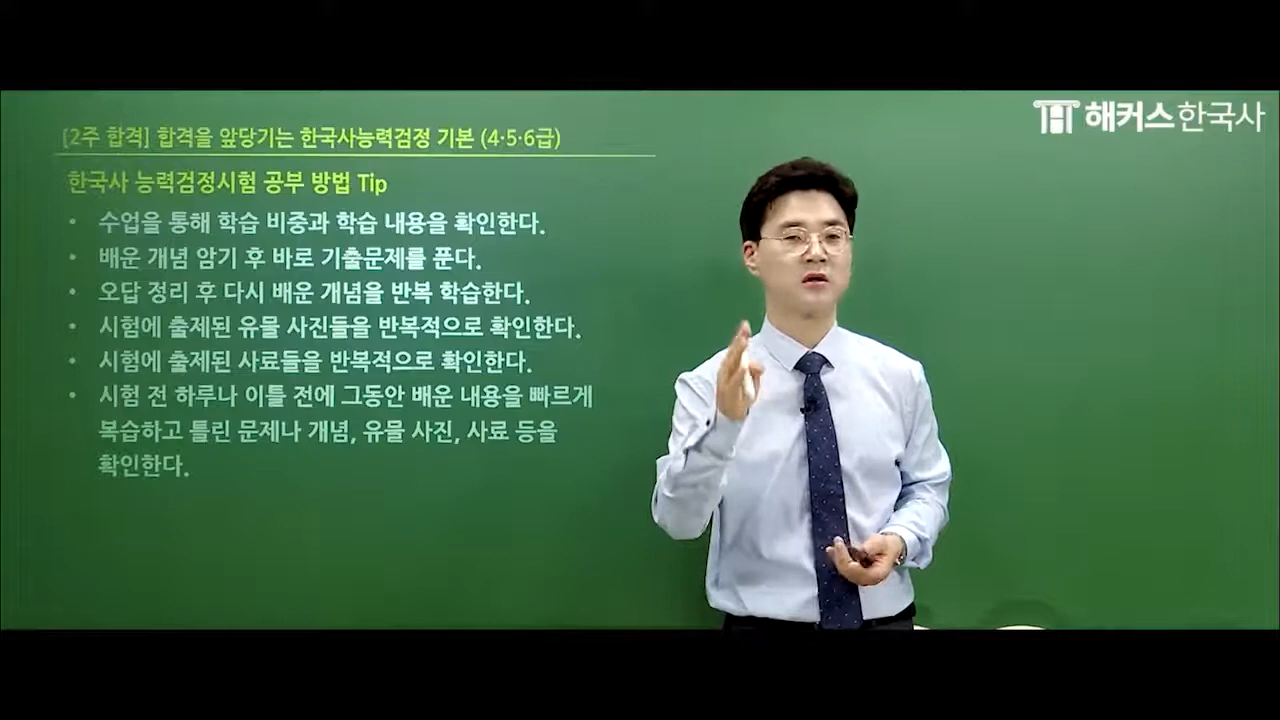 해커스한국사
[2주 합격] 합격을 앞당기는 한국사능력검정 기본 (4·5·6급)
한국사 능력검정시험 공부 방법 Tip
• 수업을 통해 학습 비중과 학습 내용을 확인한다.
• 배운 개념 암기 후 바로 기출문제를 푼다.
• 오답 정리 후 다시 배운 개념을 반복 학습한다.
• 시험에 출제된 유물 사진들을 반복적으로 확인한다.
• 시험에 출제된 사료들을 반복적으로 확인한다.
• 시험 전 하루나 이틀 전에 그동안 배운 내용을 빠르게
복습하고 틀린 문제나 개념, 유물 사진, 사료 등을
확인한다.